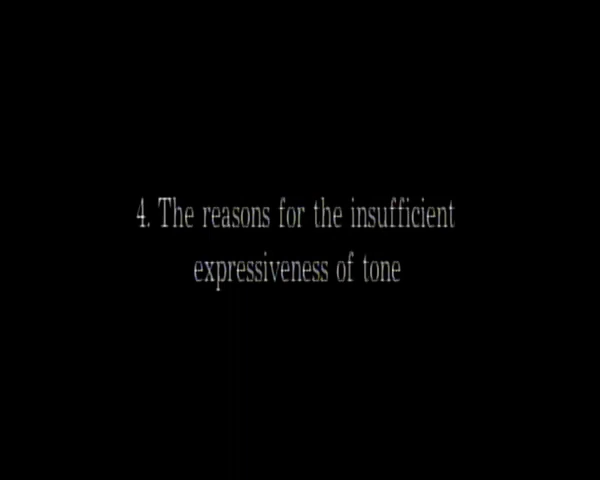 4. The reasons for the insufficient
expressiveness of tone